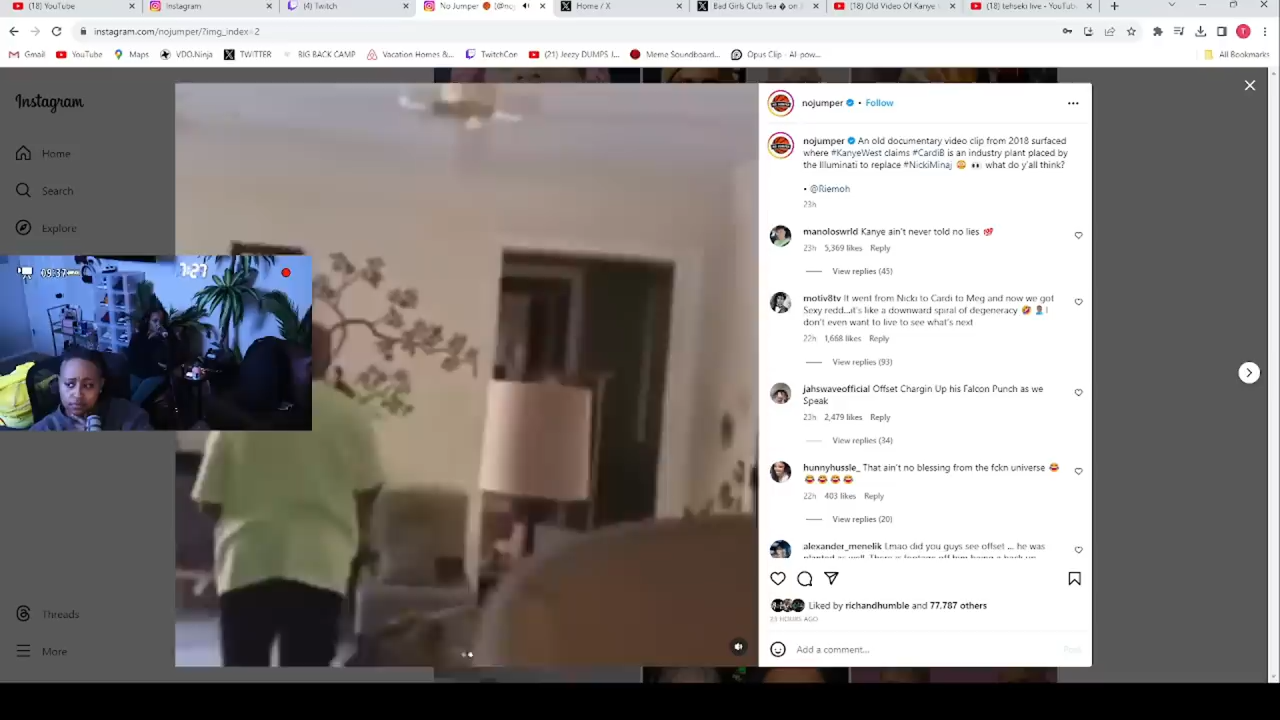 (18) YouTube
Instagram
(4) Twitch
No Jumper
Home / X
Bad Girls Club Tea
(18) Old Video Of Kanye
(18) tehseki live - YouTu
instagram.com/nojumper/?img_index=2
Gmail
YouTube
Maps
VDO.Ninja
TWITTER
BIG BACK CAMP
Vacation Homes &...
TwitchCon
(21) Jeezy DUMPS J...
Meme Soundboard...
Opus Clip - AI-pow...
All Bookmarks
Instagram
Home
Search
Explore
Threads
More
nojumper • Follow
nojumper An old documentary video clip from 2018 surfaced
where #KanyeWest claims #CardiB is an industry plant placed by
the Illuminati to replace #NickiMinaj 😳 👀 what do y'all think?
• @Riemoh
23h
manoloswrld Kanye ain't never told no lies 💯
23h 5,369 likes Reply
View replies (45)
motiv8tv It went from Nicki to Cardi to Meg and now we got
Sexy redd...it's like a downward spiral of degeneracy 🤣 🤦🏽‍♂️ I
don't even want to live to see what's next
22h 1,668 likes Reply
View replies (93)
jahswaveofficial Offset Chargin Up his Falcon Punch as we
Speak
23h 2,479 likes Reply
View replies (34)
hunnyhussle_ That ain't no blessing from the fckn universe 😂
😂😂😂😂
22h 403 likes Reply
View replies (20)
alexander_menelik Lmao did you guys see offset ... he was
Liked by richandhumble and 77,787 others
23 HOURS AGO
Add a comment...
Post